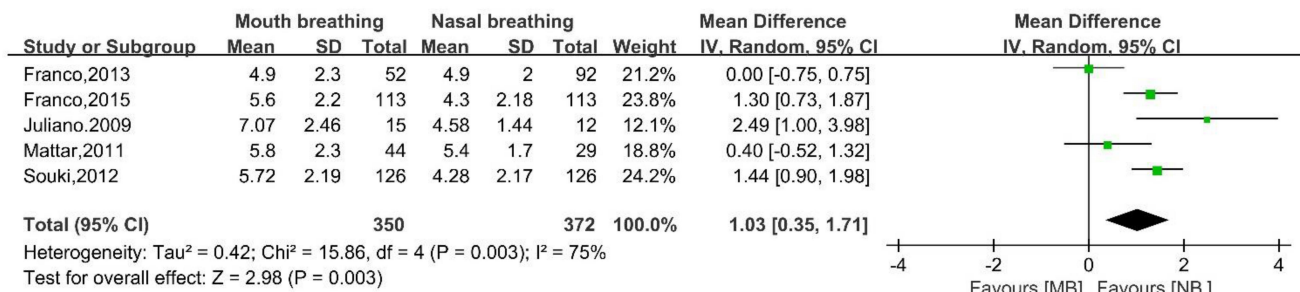 Mouth breathing Nasal breathing Mean Difference Mean Difference
Study or Subgroup Mean SD Total Mean SD Total Weight IV, Random, 95% CI IV, Random, 95% CI
Franco,2013 4.9 2.3 52 4.9 2 92 21.2% 0.00 [-0.75, 0.75]
Franco,2015 5.6 2.2 113 4.3 2.18 113 23.8% 1.30 [0.73, 1.87]
Juliano.2009 7.07 2.46 15 4.58 1.44 12 12.1% 2.49 [1.00, 3.98]
Mattar,2011 5.8 2.3 44 5.4 1.7 29 18.8% 0.40 [-0.52, 1.32]
Souki,2012 5.72 2.19 126 4.28 2.17 126 24.2% 1.44 [0.90, 1.98]
Total (95% CI) 350 372 100.0% 1.03 [0.35, 1.71]
Heterogeneity: Tau² = 0.42; Chi² = 15.86, df = 4 (P = 0.003); I² = 75%
Test for overall effect: Z = 2.98 (P = 0.003)
-4 -2 0 2 4
Favours [MB] Favours [NB ]